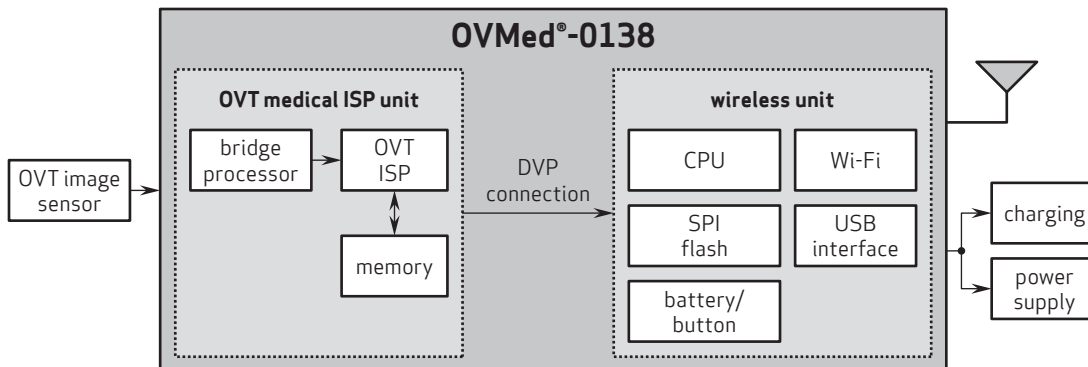 OVMed®-0138
OVT medical ISP unit
bridge
processor
OVT
ISP
memory
OVT image
sensor
DVP
connection
wireless unit
CPU
Wi-Fi
SPI
flash
USB
interface
battery/
button
charging
power
supply